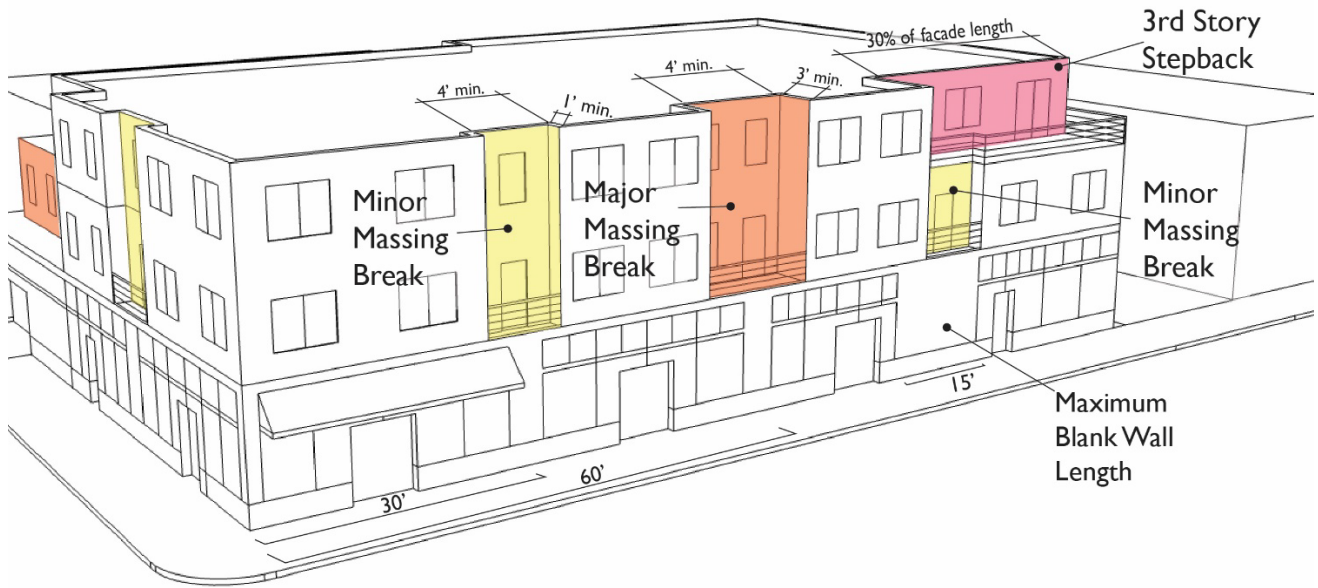 30% of facade length
3rd Story
Stepback
4’ min.
3’ min.
4’ min.
1’ min.
Minor
Massing
Break
Major
Massing
Break
Minor
Massing
Break
15’
Maximum
Blank Wall
Length
60’
30’